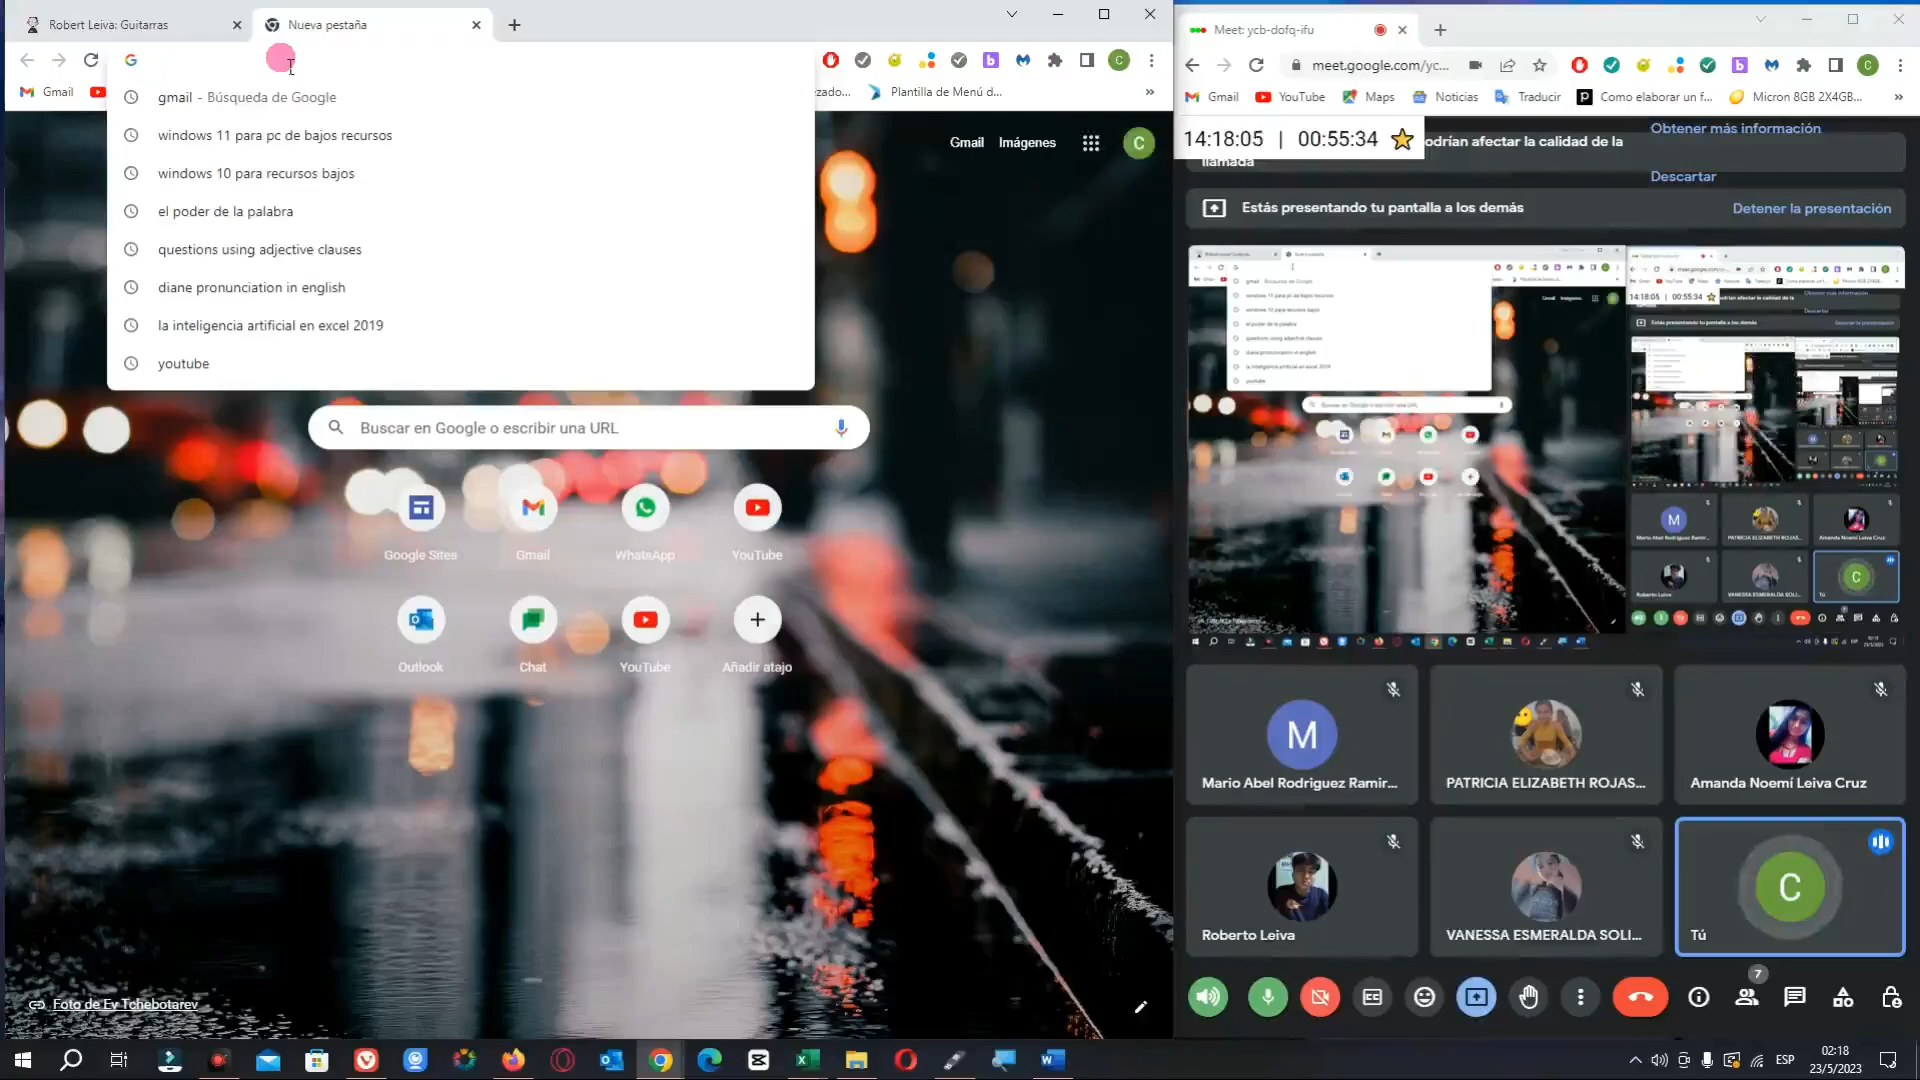 Robert Leiva: Guitarras
Nueva pestaña
Gmail
gmail - Búsqueda de Google
windows 11 para pc de bajos recursos
windows 10 para recursos bajos
el poder de la palabra
questions using adjective clauses
diane pronunciation in english
la inteligencia artificial en excel 2019
youtube
ezado...
Plantilla de Menú d...
»
Gmail
Imágenes
C
Buscar en Google o escribir una URL
Google Sites
Gmail
WhatsApp
YouTube
Outlook
Chat
YouTube
Añadir atajo
Foto de Ev Tchebotarev
Meet: ycb-dofq-ifu
meet.google.com/yc...
Gmail
YouTube
Maps
Noticias
Traducir
Como elaborar un f...
Micron 8GB 2X4GB...
»
14:18:05 | 00:55:34
Obtener más información
odrían afectar la calidad de la
llamada
Descartar
Estás presentando tu pantalla a los demás
Detener la presentación
M
Mario Abel Rodriguez Ramir...
PATRICIA ELIZABETH ROJAS...
Amanda Noemí Leiva Cruz
Roberto Leiva
VANESSA ESMERALDA SOLI...
C
Tú
7
ESP
02:18
23/5/2023